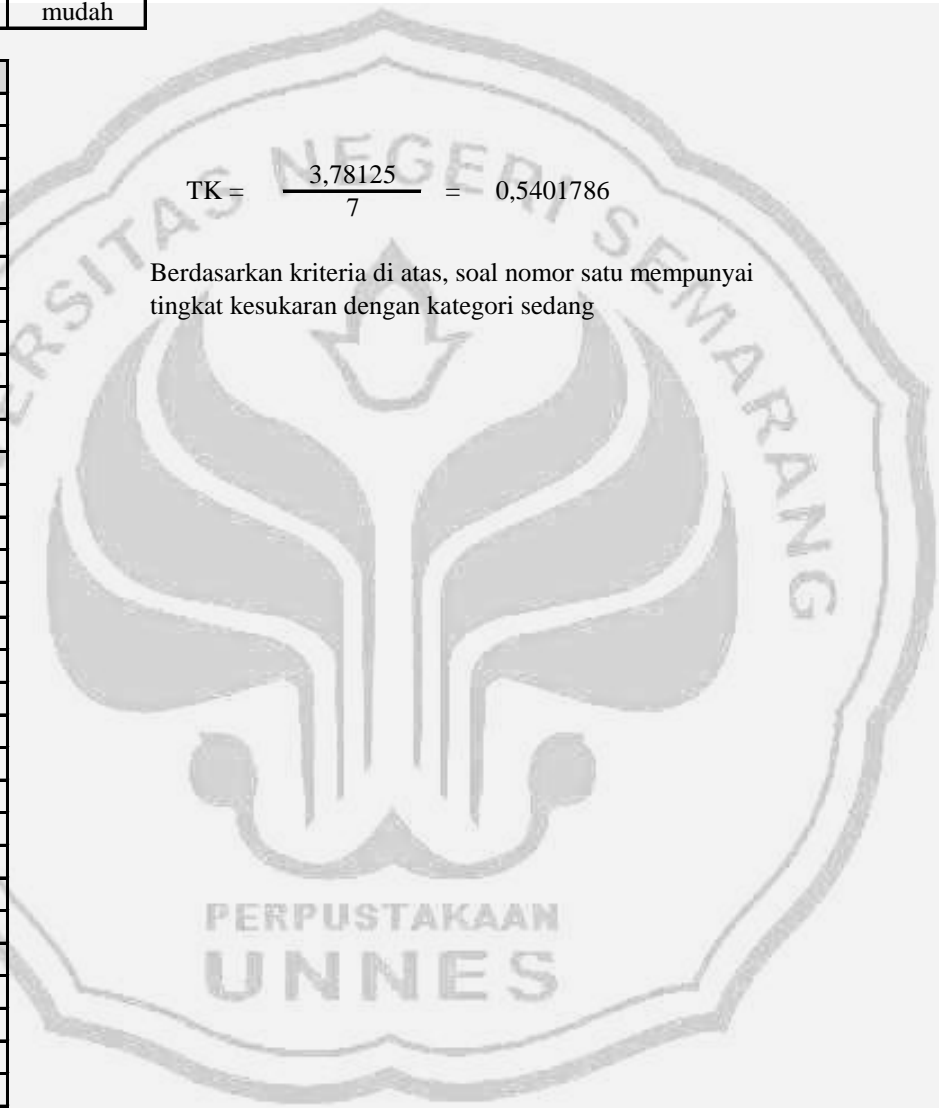 mudah
TK = 3,78125 / 7 = 0,5401786
Berdasarkan kriteria di atas, soal nomor satu mempunyai
tingkat kesukaran dengan kategori sedang
ERSITAS NEGERI SEMARANG
PERPUSTAKAAN
UNNES